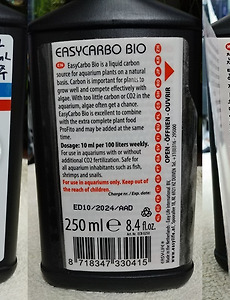 EASYCARBO BIO
EasyCarbo Bio is a liquid carbon
source for aquarium plants on a natural
basis. Carbon is important for plants to
grow well and compete effectively with
algae. With too little carbon or CO2 in the
aquarium, algae often get a chance.
EasyCarbo Bio is excellent to combine
with the extra complete plant food
ProFito and may be added at the same
time.
Dosage: 10 ml per 100 liters weekly.
For use in aquariums with or without
additional CO2 fertilization. Safe for
all aquarium inhabitants such as fish,
shrimps and snails.
For use in aquariums only. Keep out of
the reach of children.
Charge nr. / Exp. date:
ED10/2024/AAD
250 ml e 8.4 fl.oz.
8 718347 330415
OPEN - ÖFFNEN - OUVRIR